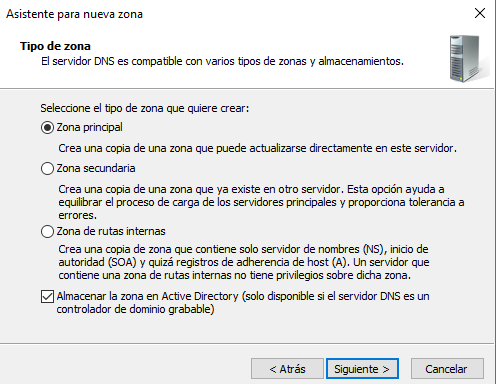 Asistente para nueva zona
Tipo de zona
El servidor DNS es compatible con varios tipos de zonas y almacenamientos.
Seleccione el tipo de zona que quiere crear:
Zona principal
Crea una copia de una zona que puede actualizarse directamente en este servidor.
Zona secundaria
Crea una copia de una zona que ya existe en otro servidor. Esta opción ayuda a
equilibrar el proceso de carga de los servidores principales y proporciona tolerancia a
errores.
Zona de rutas internas
Crea una copia de zona que contiene solo servidor de nombres (NS), inicio de
autoridad (SOA) y quizá registros de adherencia de host (A). Un servidor que
contiene una zona de rutas internas no tiene privilegios sobre dicha zona.
Almacenar la zona en Active Directory (solo disponible si el servidor DNS es un
controlador de dominio grabable)
< Atrás
Siguiente >
Cancelar